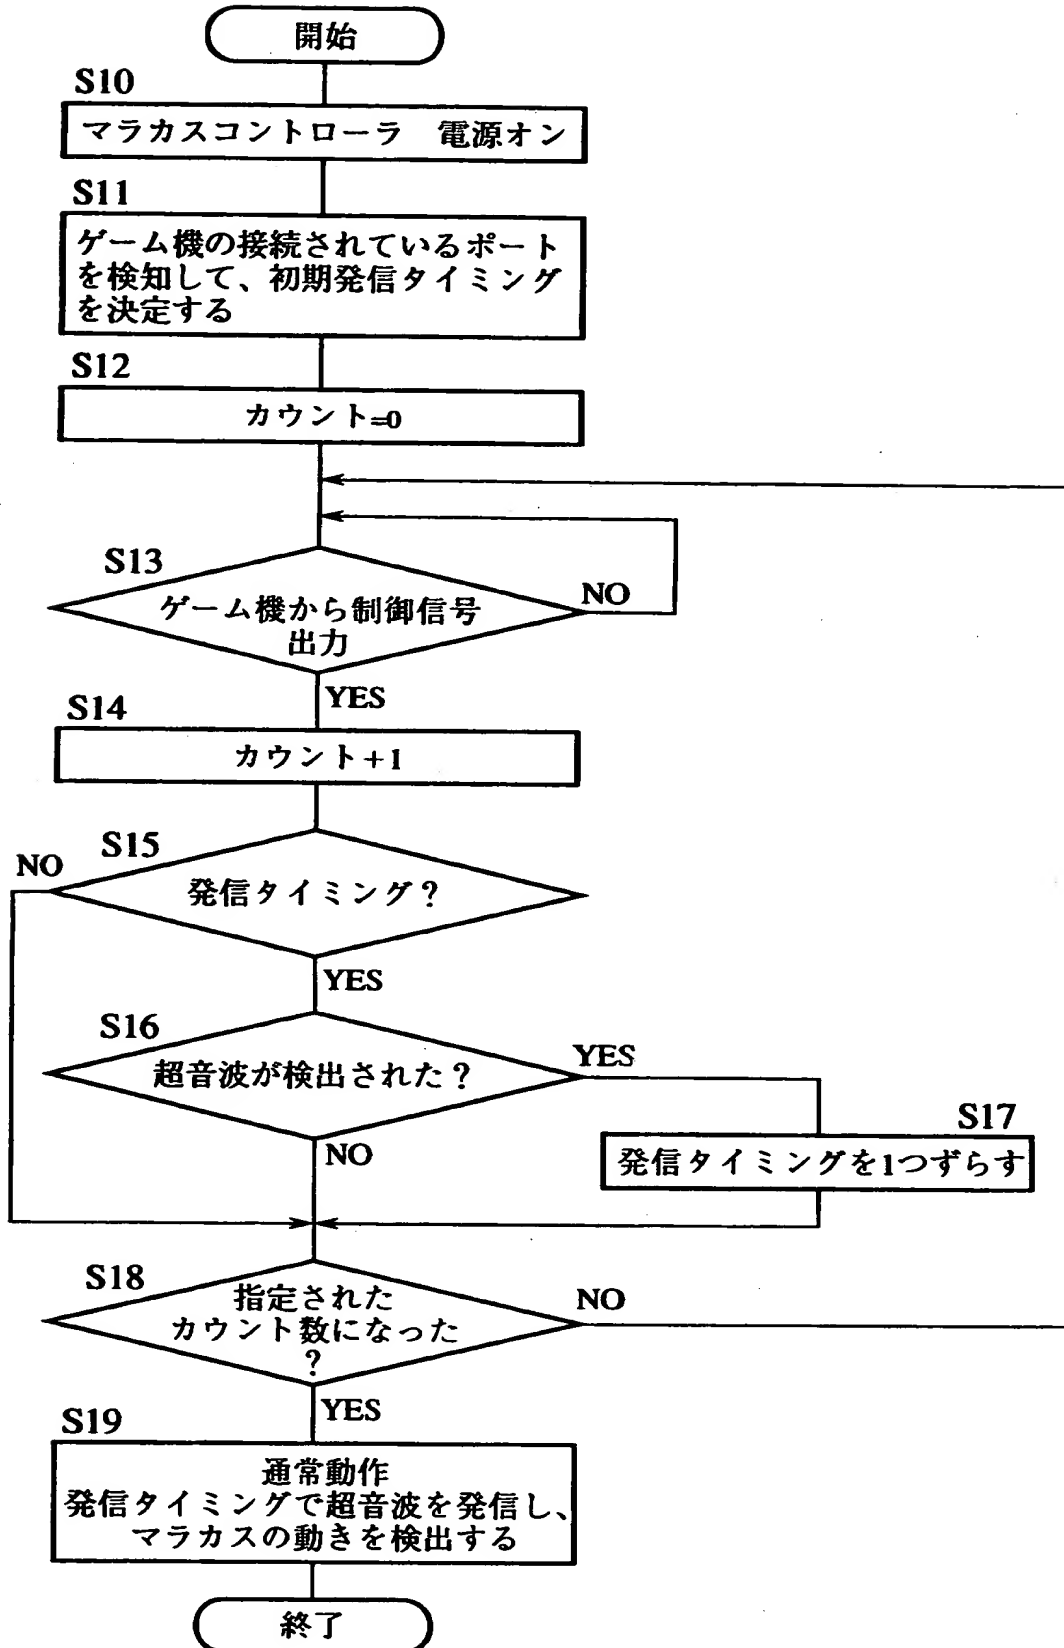 開始
S10
マラカスコントローラ 電源オン
S11
ゲーム機の接続されているポート
を検知して、初期発信タイミング
を決定する
S12
カウント=0
S13
ゲーム機から制御信号
出力
NO
YES
S14
カウント+1
S15
NO
発信タイミング?
YES
S16
超音波が検出された?
YES
NO
S17
発信タイミングを1つずらす
S18
指定された
カウント数になった
?
NO
YES
S19
通常動作
発信タイミングで超音波を発信し、
マラカスの動きを検出する
終了